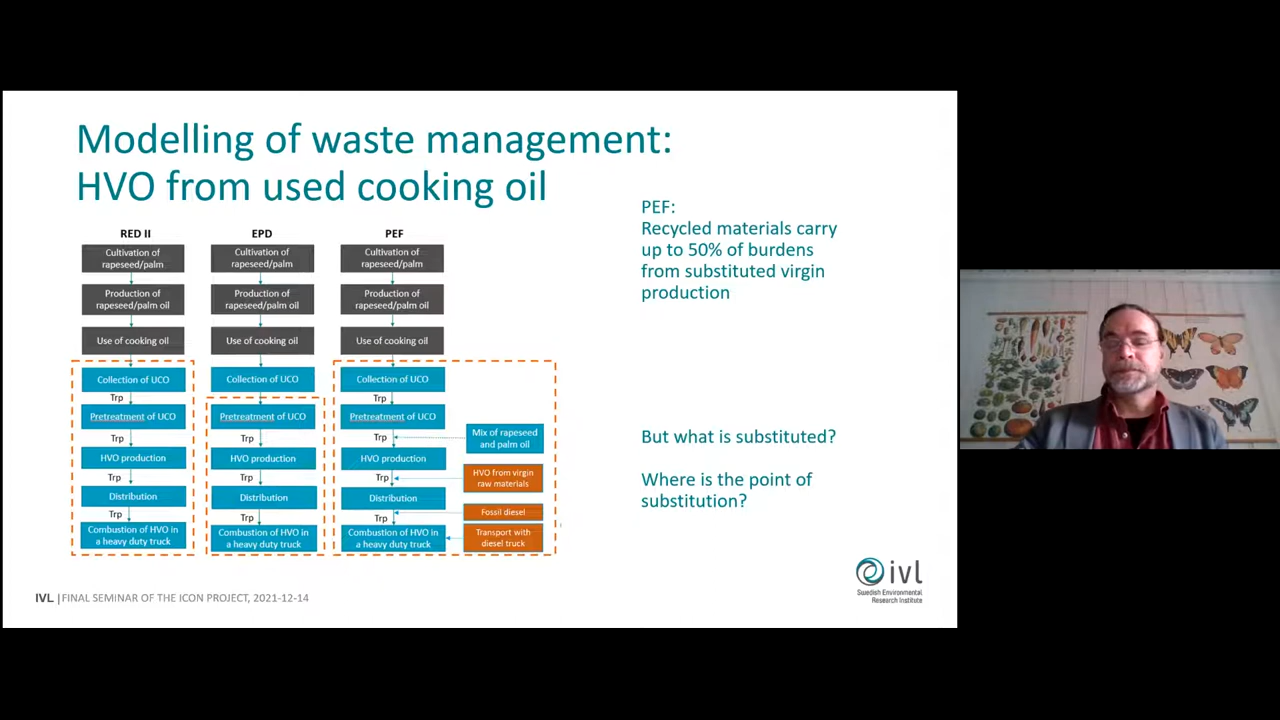 Modelling of waste management:
HVO from used cooking oil
RED II
Cultivation of
rapeseed/palm
Production of
rapeseed/palm oil
Use of cooking oil
Collection of UCO
Trp
Pretreatment of UCO
Trp
HVO production
Trp
Distribution
Trp
Combustion of HVO in
a heavy duty truck
EPD
Cultivation of
rapeseed/palm
Production of
rapeseed/palm oil
Use of cooking oil
Collection of UCO
Pretreatment of UCO
Trp
HVO production
Trp
Distribution
Trp
Combustion of HVO in
a heavy duty truck
PEF
Cultivation of
rapeseed/palm
Production of
rapeseed/palm oil
Use of cooking oil
Collection of UCO
Trp
Pretreatment of UCO
Trp
HVO production
Trp
Distribution
Trp
Combustion of HVO in
a heavy duty truck
Mix of rapeseed
and palm oil
HVO from virgin
raw materials
Fossil diesel
Transport with
diesel truck
PEF:
Recycled materials carry
up to 50% of burdens
from substituted virgin
production
But what is substituted?
Where is the point of
substitution?
IVL | FINAL SEMINAR OF THE ICON PROJECT, 2021-12-14
ivl
Swedish Environmental
Research Institute